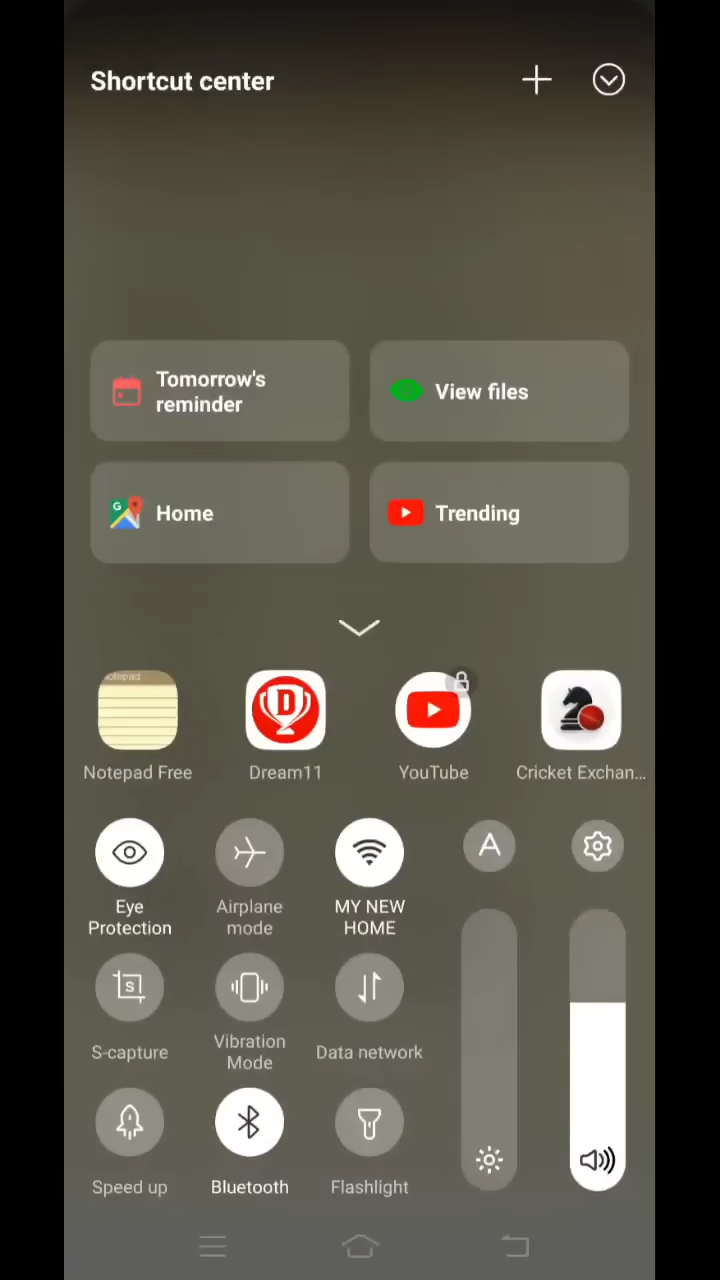 Shortcut center
Tomorrow's
reminder
View files
Home
Trending
Notepad Free
Dream11
YouTube
Cricket Exchan...
Eye
Protection
Airplane
mode
MY NEW
HOME
A
S-capture
Vibration
Mode
Data network
Speed up
Bluetooth
Flashlight